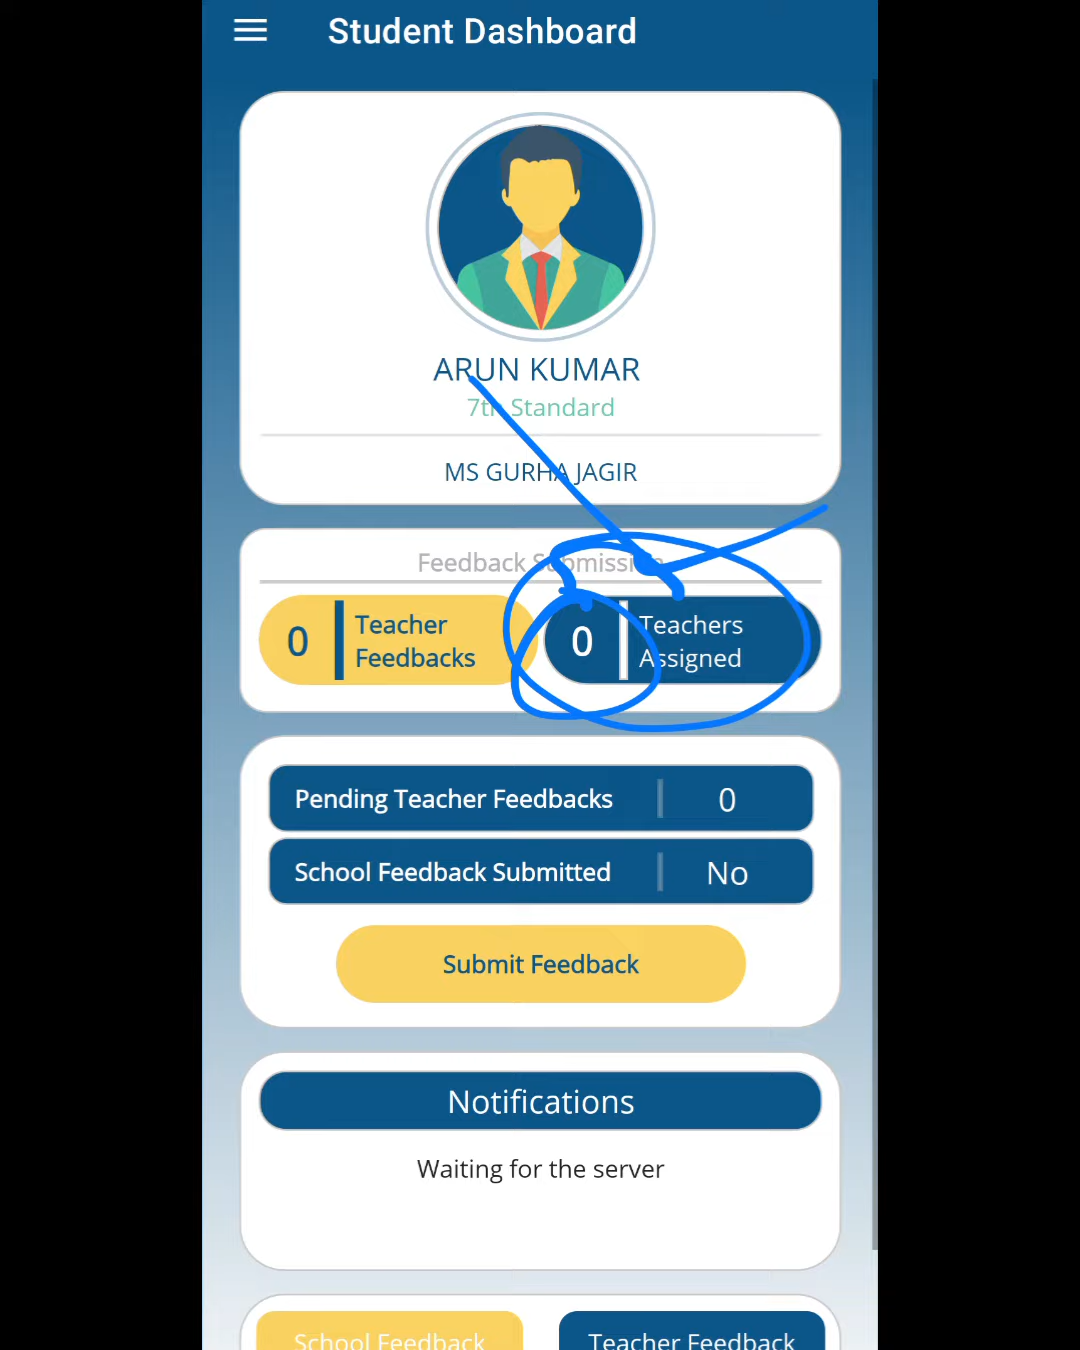 Student Dashboard
ARUN KUMAR
7th Standard
MS GURHA JAGIR
Feedback Submission
0
Teacher
Feedbacks
0
Teachers
Assigned
Pending Teacher Feedbacks
0
School Feedback Submitted
No
Submit Feedback
Notifications
Waiting for the server
School Feedback
Teacher Feedback